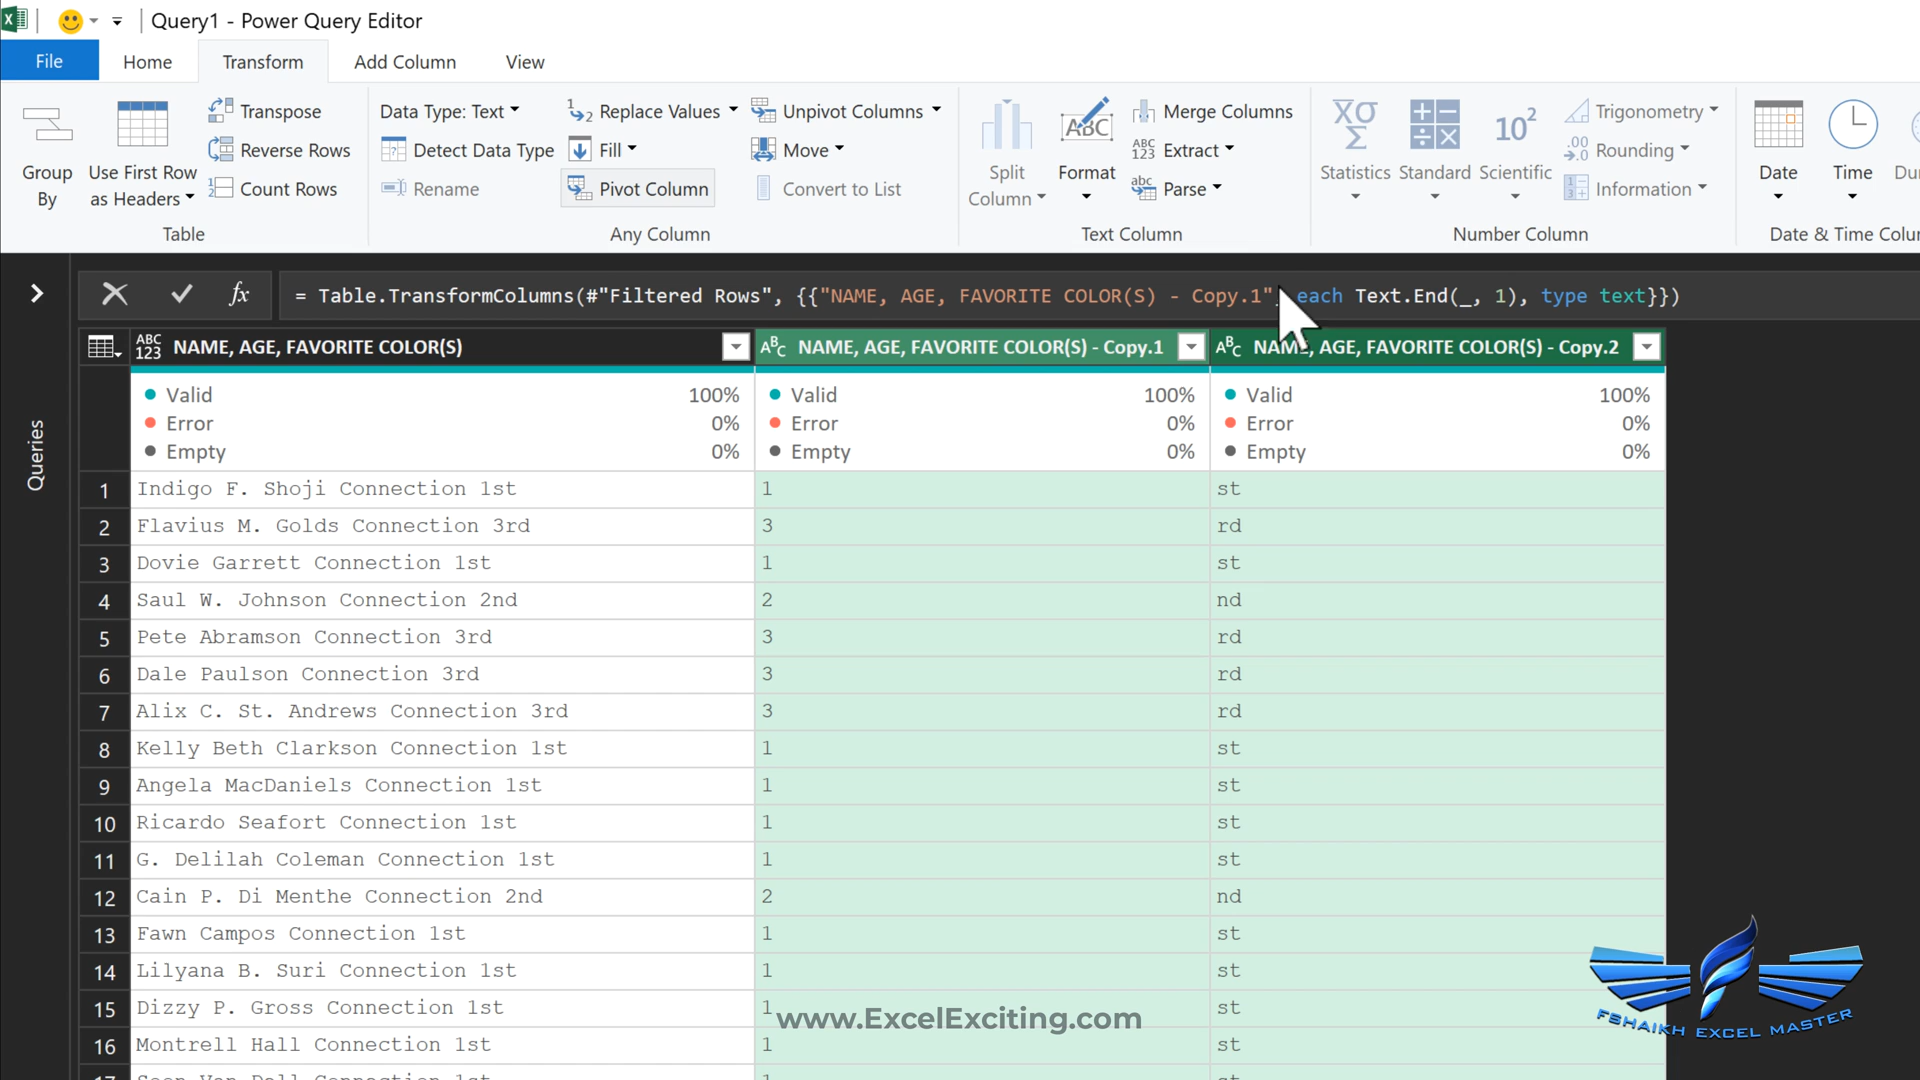 Query1 - Power Query Editor
File Home Transform Add Column View
Transpose Data Type: Text Replace Values Unpivot Columns Merge Columns Trigonometry
Reverse Rows Detect Data Type Fill Move Extract Rounding
Group By Use First Row as Headers Count Rows Rename Pivot Column Convert to List Split Column Format Parse Statistics Standard Scientific Information Date Time
Table Any Column Text Column Number Column Date & Time Colu
= Table.TransformColumns(#"Filtered Rows", {{"NAME, AGE, FAVORITE COLOR(S) - Copy.1", each Text.End(_, 1), type text}})
Queries
NAME, AGE, FAVORITE COLOR(S) NAME, AGE, FAVORITE COLOR(S) - Copy.1 NAME, AGE, FAVORITE COLOR(S) - Copy.2
Valid 100% Valid 100% Valid 100%
Error 0% Error 0% Error 0%
Empty 0% Empty 0% Empty 0%
1 Indigo F. Shoji Connection 1st 1 st
2 Flavius M. Golds Connection 3rd 3 rd
3 Dovie Garrett Connection 1st 1 st
4 Saul W. Johnson Connection 2nd 2 nd
5 Pete Abramson Connection 3rd 3 rd
6 Dale Paulson Connection 3rd 3 rd
7 Alix C. St. Andrews Connection 3rd 3 rd
8 Kelly Beth Clarkson Connection 1st 1 st
9 Angela MacDaniels Connection 1st 1 st
10 Ricardo Seafort Connection 1st 1 st
11 G. Delilah Coleman Connection 1st 1 st
12 Cain P. Di Menthe Connection 2nd 2 nd
13 Fawn Campos Connection 1st 1 st
14 Lilyana B. Suri Connection 1st 1 st
15 Dizzy P. Gross Connection 1st 1 st
www.ExcelExciting.com
FSHAIKH EXCEL MASTER
16 Montrell Hall Connection 1st 1 st